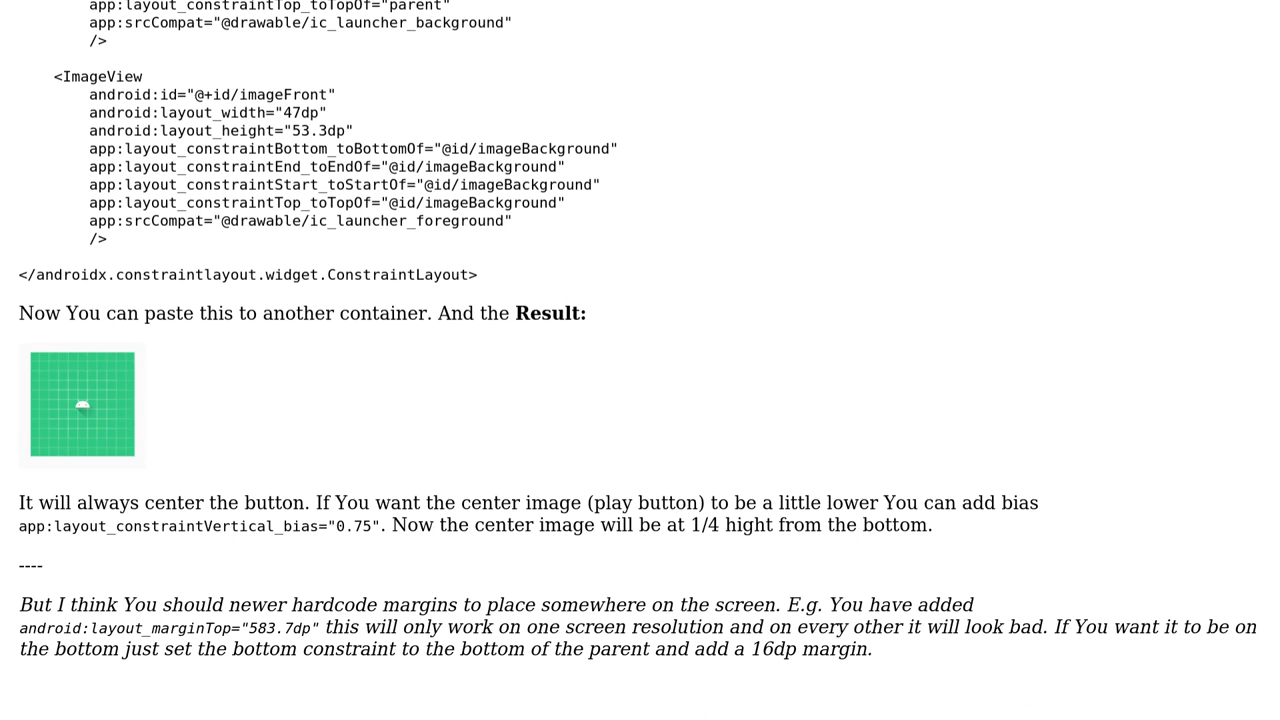 app:layout_constraintTop_toTopOf="parent"
app:srcCompat="@drawable/ic_launcher_background"
/>
<ImageView
android:id="@+id/imageFront"
android:layout_width="47dp"
android:layout_height="53.3dp"
app:layout_constraintBottom_toBottomOf="@id/imageBackground"
app:layout_constraintEnd_toEndOf="@id/imageBackground"
app:layout_constraintStart_toStartOf="@id/imageBackground"
app:layout_constraintTop_toTopOf="@id/imageBackground"
app:srcCompat="@drawable/ic_launcher_foreground"
/>
</androidx.constraintlayout.widget.ConstraintLayout>
Now You can paste this to another container. And the Result:
It will always center the button. If You want the center image (play button) to be a little lower You can add bias
app:layout_constraintVertical_bias="0.75". Now the center image will be at 1/4 hight from the bottom.
----
But I think You should newer hardcode margins to place somewhere on the screen. E.g. You have added
android:layout_marginTop="583.7dp" this will only work on one screen resolution and on every other it will look bad. If You want it to be on
the bottom just set the bottom constraint to the bottom of the parent and add a 16dp margin.